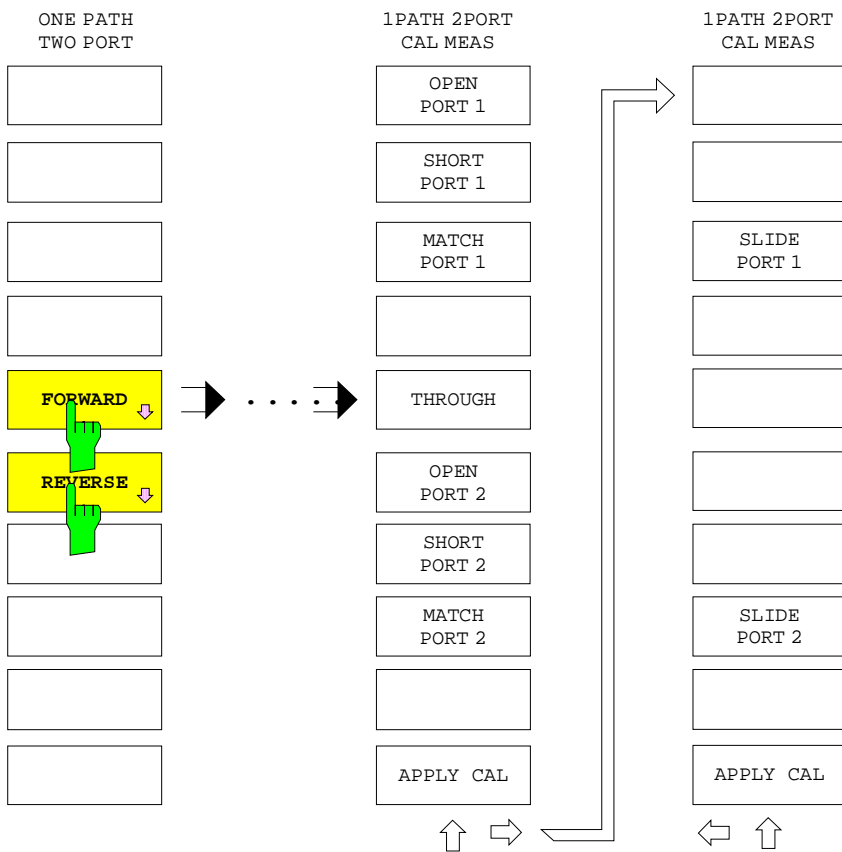 ONE PATH
TWO PORT
FORWARD
REVERSE
1PATH 2PORT
CAL MEAS
OPEN
PORT 1
SHORT
PORT 1
MATCH
PORT 1
THROUGH
OPEN
PORT 2
SHORT
PORT 2
MATCH
PORT 2
APPLY CAL
1PATH 2PORT
CAL MEAS
SLIDE
PORT 1
SLIDE
PORT 2
APPLY CAL